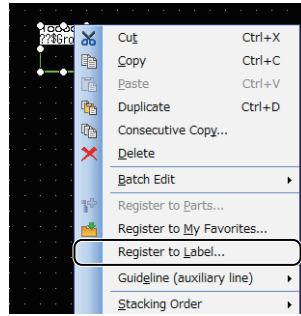 ??$Gro
Cut Ctrl+X
Copy Ctrl+C
Paste Ctrl+V
Duplicate Ctrl+D
Consecutive Copy...
Delete
Batch Edit
Register to Parts...
Register to My Favorites...
Register to Label...
Guideline (auxiliary line)
Stacking Order